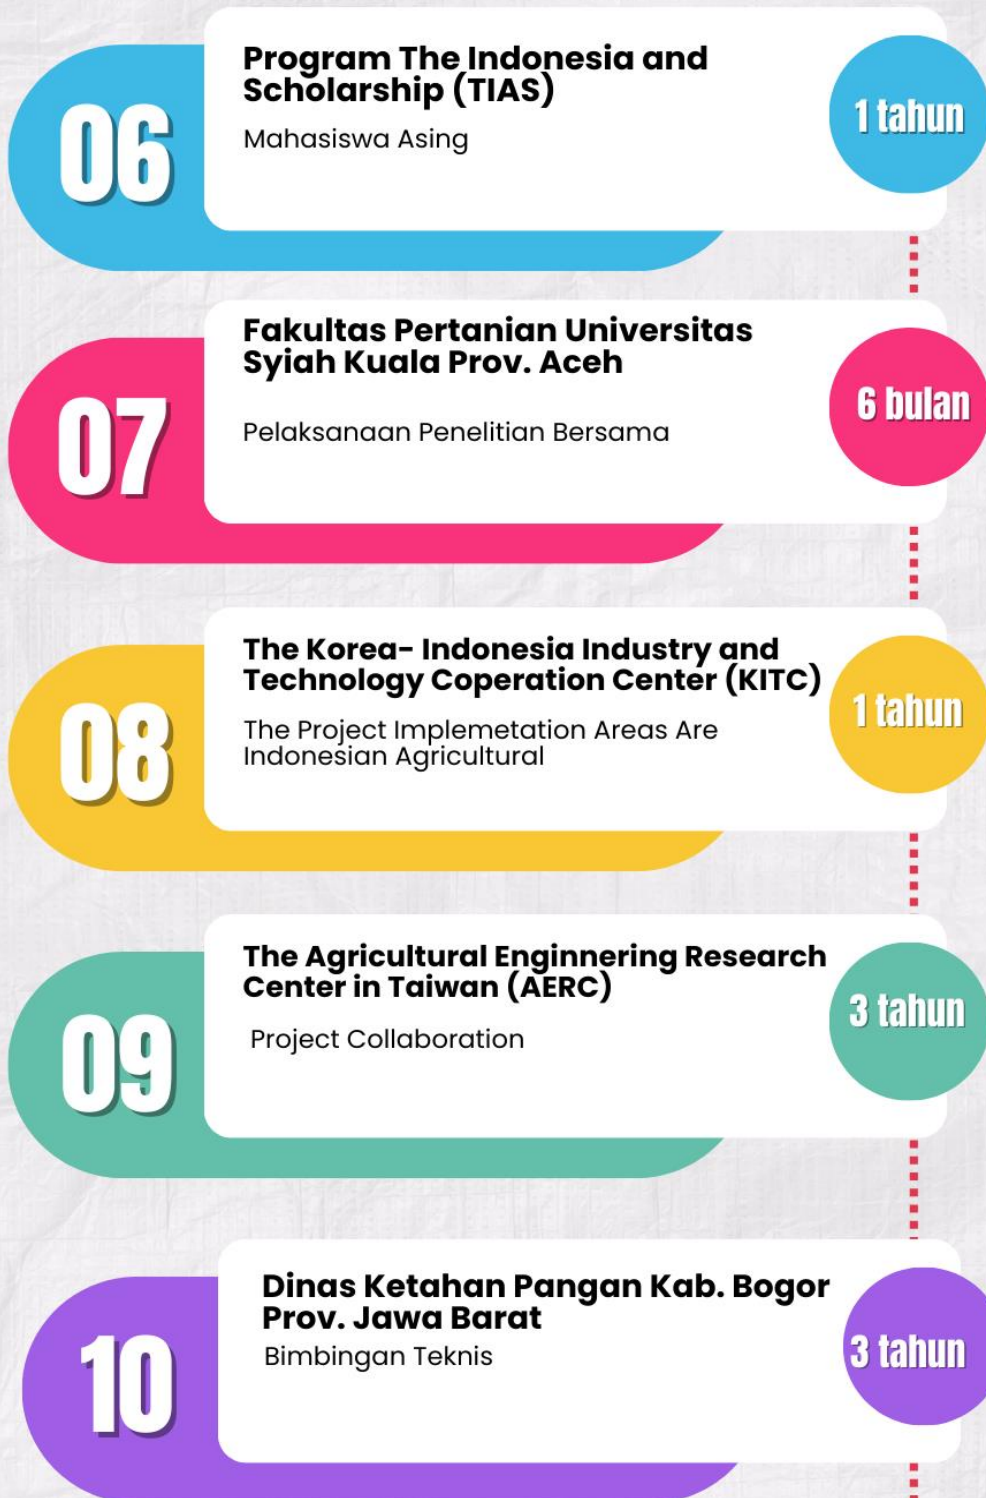 06
Program The Indonesia and
Scholarship (TIAS)
Mahasiswa Asing
1 tahun
07
Fakultas Pertanian Universitas
Syiah Kuala Prov. Aceh
Pelaksanaan Penelitian Bersama
6 bulan
08
The Korea- Indonesia Industry and
Technology Coperation Center (KITC)
The Project Implemetation Areas Are
Indonesian Agricultural
1 tahun
09
The Agricultural Enginnering Research
Center in Taiwan (AERC)
Project Collaboration
3 tahun
10
Dinas Ketahan Pangan Kab. Bogor
Prov. Jawa Barat
Bimbingan Teknis
3 tahun